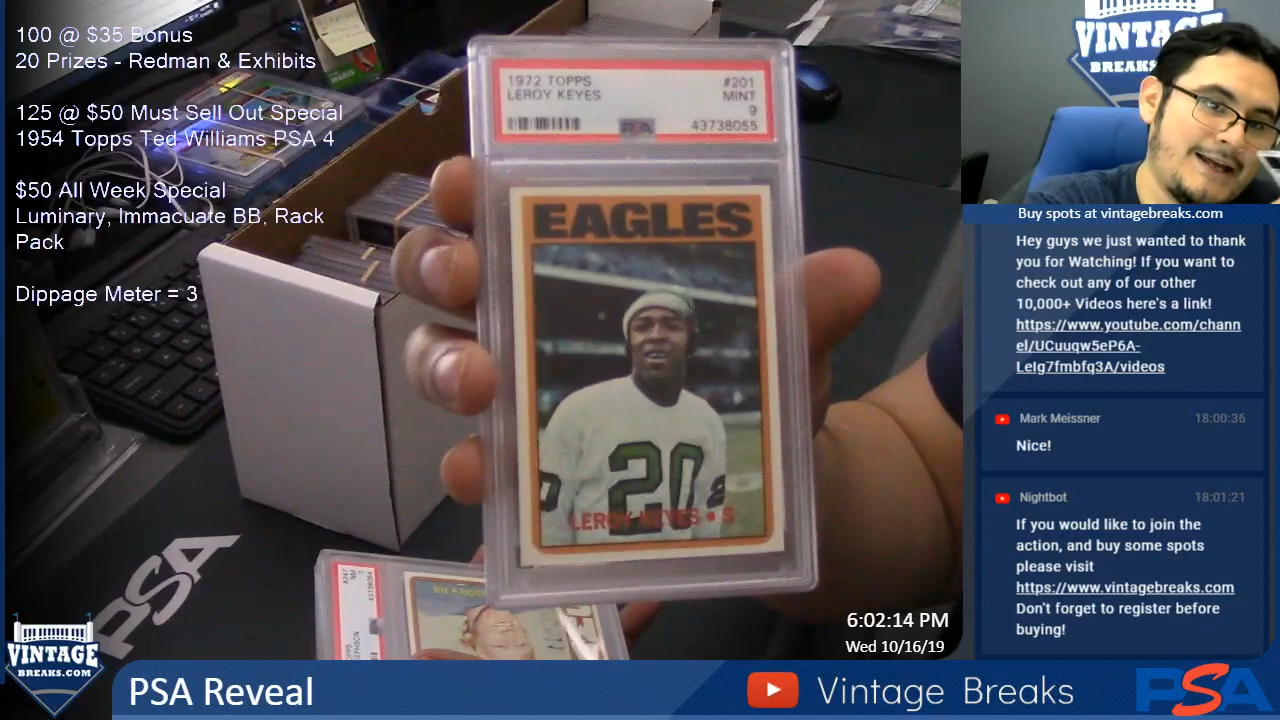 100 @ $35 Bonus
20 Prizes - Redman & Exhibits
125 @ $50 Must Sell Out Special
1954 Topps Ted Williams PSA 4
$50 All Week Special
Luminary, Immacuate BB, Rack
Pack
Dippage Meter = 3
1972 TOPPS #201
LEROY KEYES MINT
9
PSA 43738055
EAGLES
20
20
LEROY KEYES • S
PSA
#247
NM 7
43738054
VINTAGE
BREAKS
Buy spots at vintagebreaks.com
Hey guys we just wanted to thank
you for Watching! If you want to
check out any of our other
10,000+ Videos here's a link!
https://www.youtube.com/chann
el/UCuuqw5eP6A-
LeIg7fmbfq3A/videos
Mark Meissner 18:00:36
Nice!
Nightbot 18:01:21
If you would like to join the
action, and buy some spots
please visit
https://www.vintagebreaks.com
Don't forget to register before
buying!
6:02:14 PM
Wed 10/16/19
VINTAGE
BREAKS.COM
PSA Reveal
Vintage Breaks
PSA